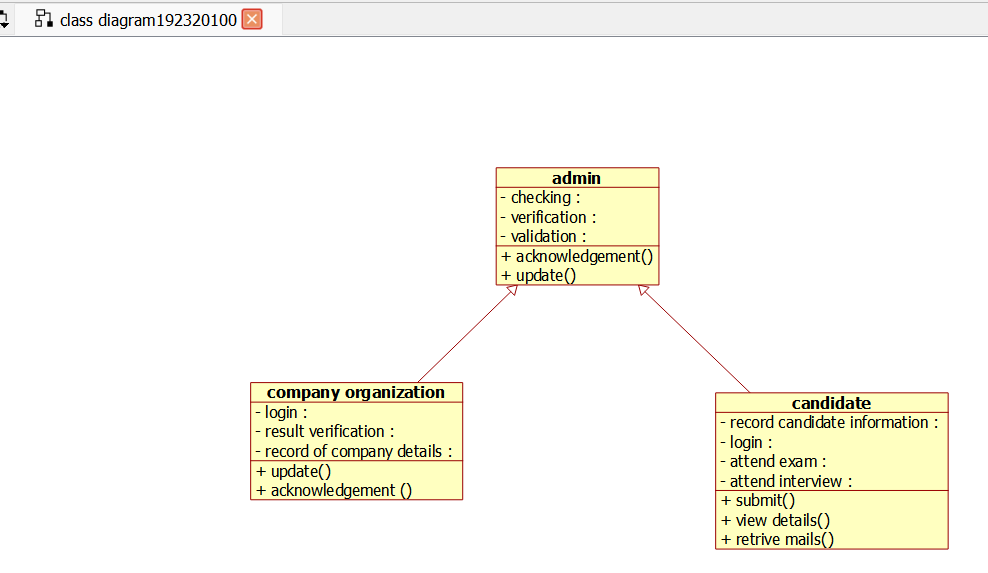 class diagram192320100
admin
- checking :
- verification :
- validation :
+ acknowledgement()
+ update()
company organization
- login :
- result verification :
- record of company details :
+ update()
+ acknowledgement ()
candidate
- record candidate information :
- login :
- attend exam :
- attend interview :
+ submit()
+ view details()
+ retrive mails()